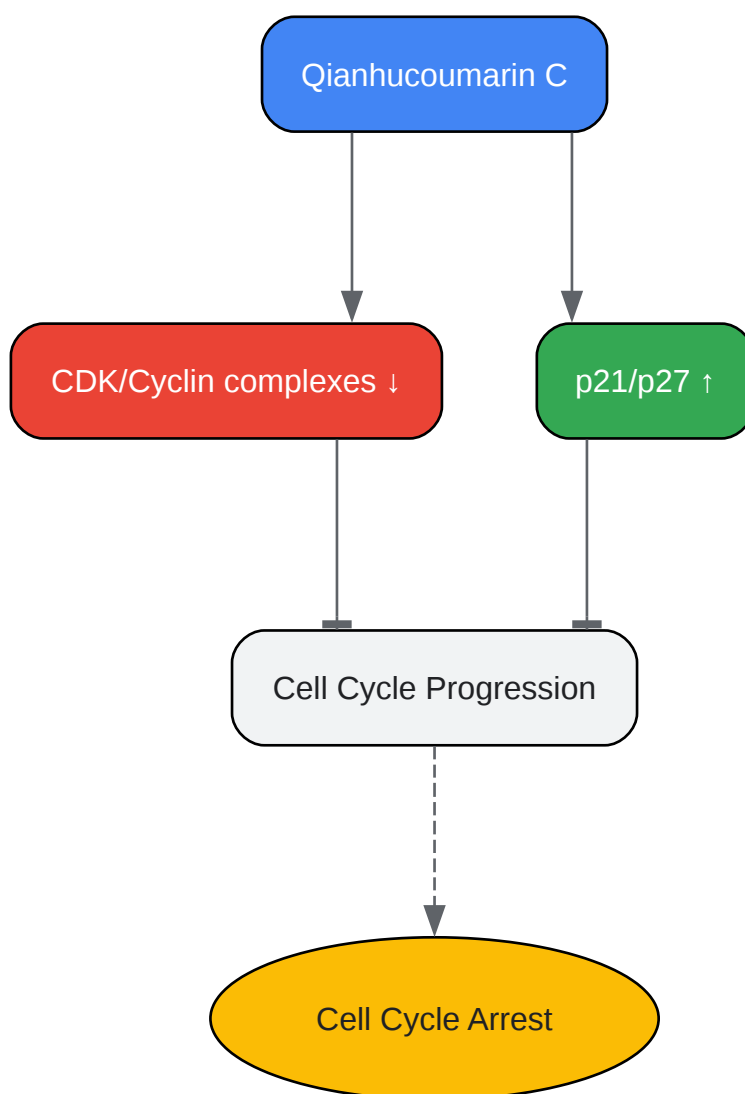 Qianhucoumarin C
CDK/Cyclin complexes ↓
p21/p27 ↑
Cell Cycle Progression
Cell Cycle Arrest